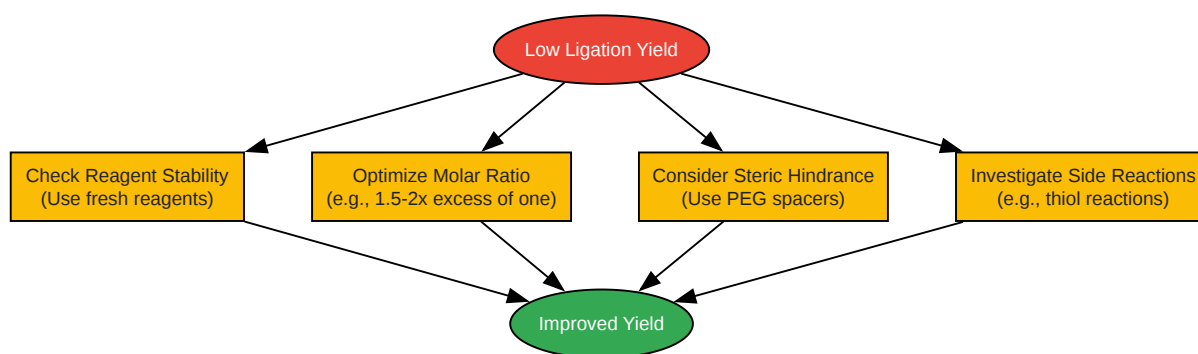 Low Ligation Yield
Check Reagent Stability
(Use fresh reagents)
Optimize Molar Ratio
(e.g., 1.5-2x excess of one)
Consider Steric Hindrance
(Use PEG spacers)
Investigate Side Reactions
(e.g., thiol reactions)
Improved Yield